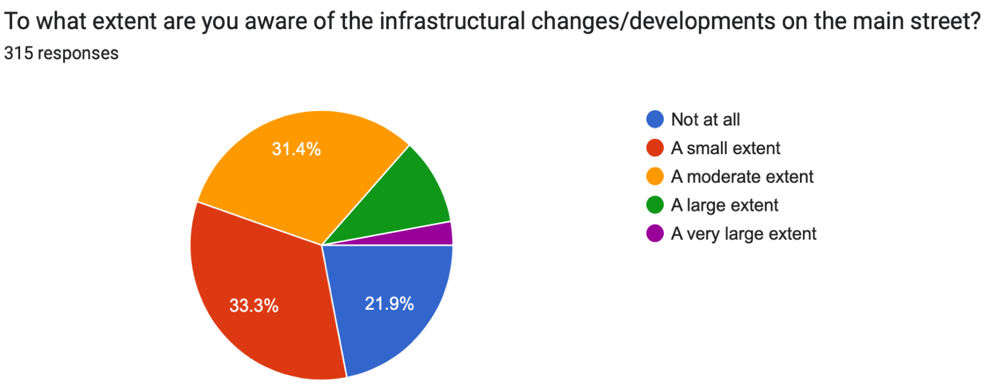 To what extent are you aware of the infrastructural changes/developments on the main street?
315 responses
31.4%
33.3%
21.9%
Not at all
A small extent
A moderate extent
A large extent
A very large extent